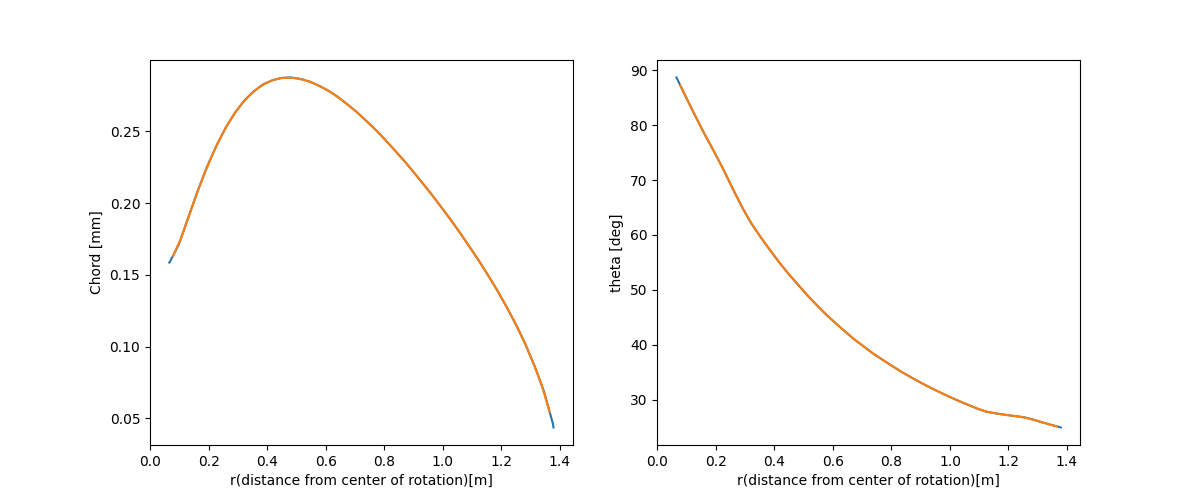 Chord [mm]
0.25
0.20
0.15
0.10
0.05
0.0 0.2 0.4 0.6 0.8 1.0 1.2 1.4
r(distance from center of rotation)[m]
theta [deg]
90
80
70
60
50
40
30
0.0 0.2 0.4 0.6 0.8 1.0 1.2 1.4
r(distance from center of rotation)[m]